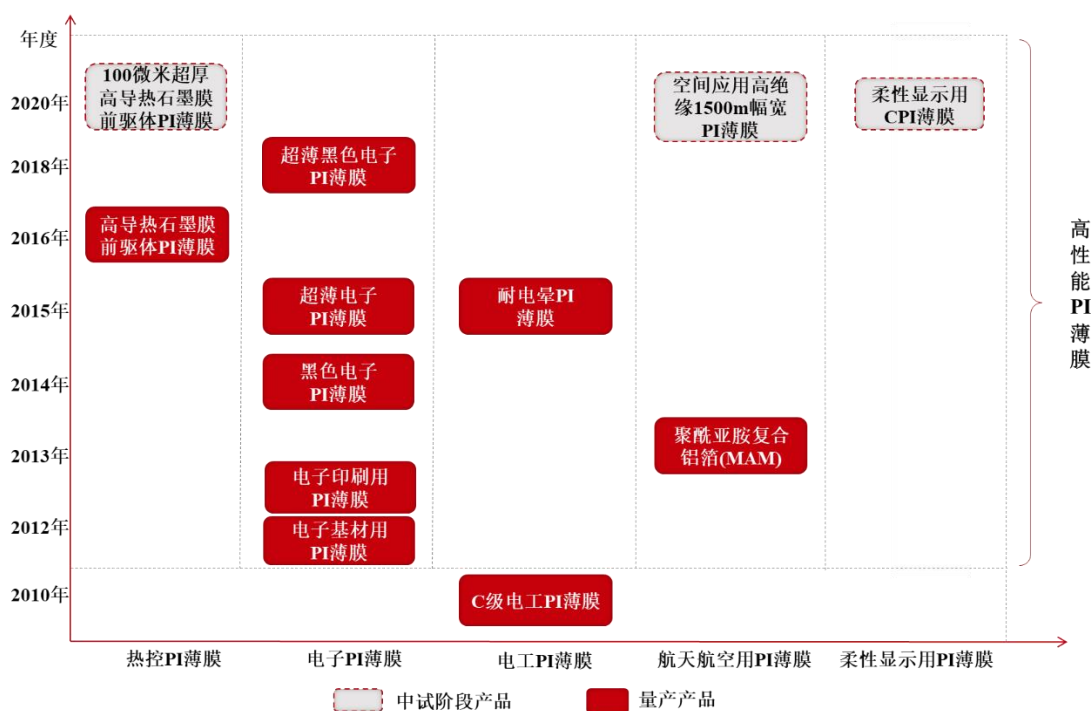 年度
2020年
100微米超厚
高导热石墨膜
前驱体PI薄膜
空间应用高绝
缘1500m幅宽
PI薄膜
柔性显示用
CPI薄膜
2018年
超薄黑色电子
PI薄膜
2016年
高导热石墨膜
前驱体PI薄膜
2015年
超薄电子
PI薄膜
耐电晕PI
薄膜
2014年
黑色电子
PI薄膜
2013年
聚酰亚胺复合
铝箔(MAM)
电子印刷用
PI薄膜
2012年
电子基材用
PI薄膜
2010年
C级电工PI薄膜
高性能PI薄膜
热控PI薄膜
电子PI薄膜
电工PI薄膜
航天航空用PI薄膜
柔性显示用PI薄膜
中试阶段产品
量产产品